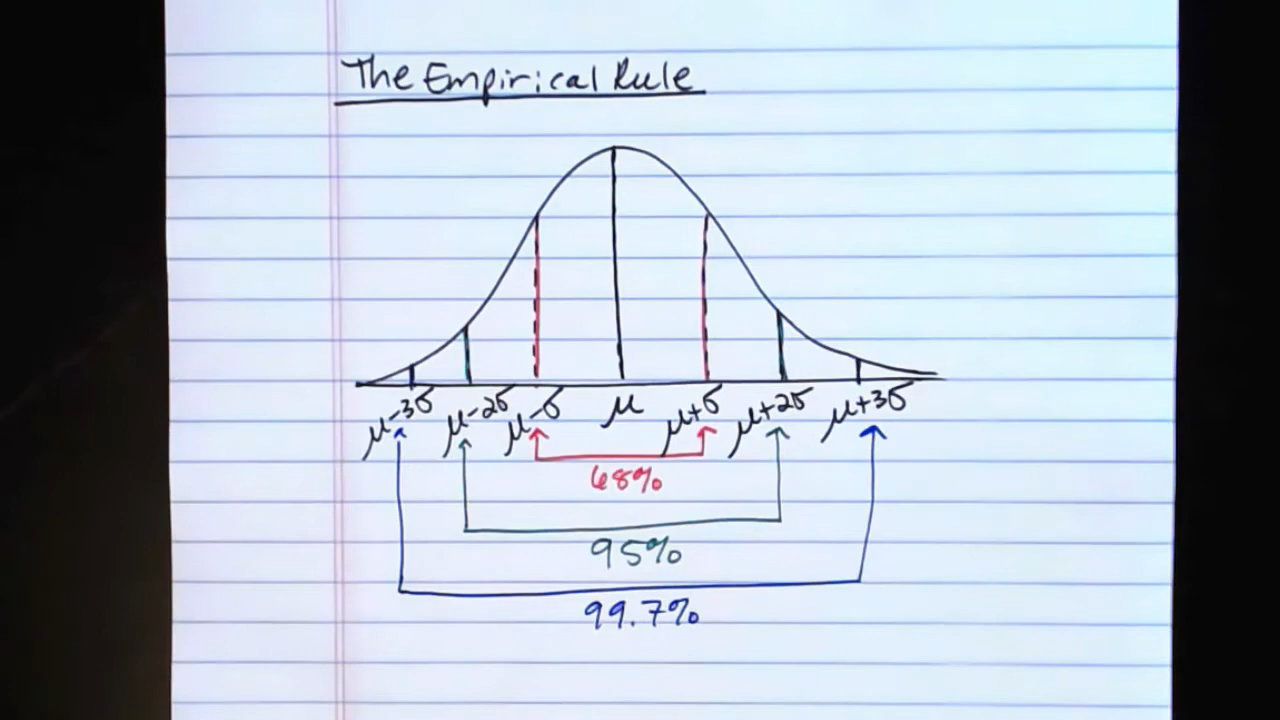 The Empirical Rule
μ-3σ μ-2σ μ-σ μ μ+σ μ+2σ μ+3σ
68%
95%
99.7%